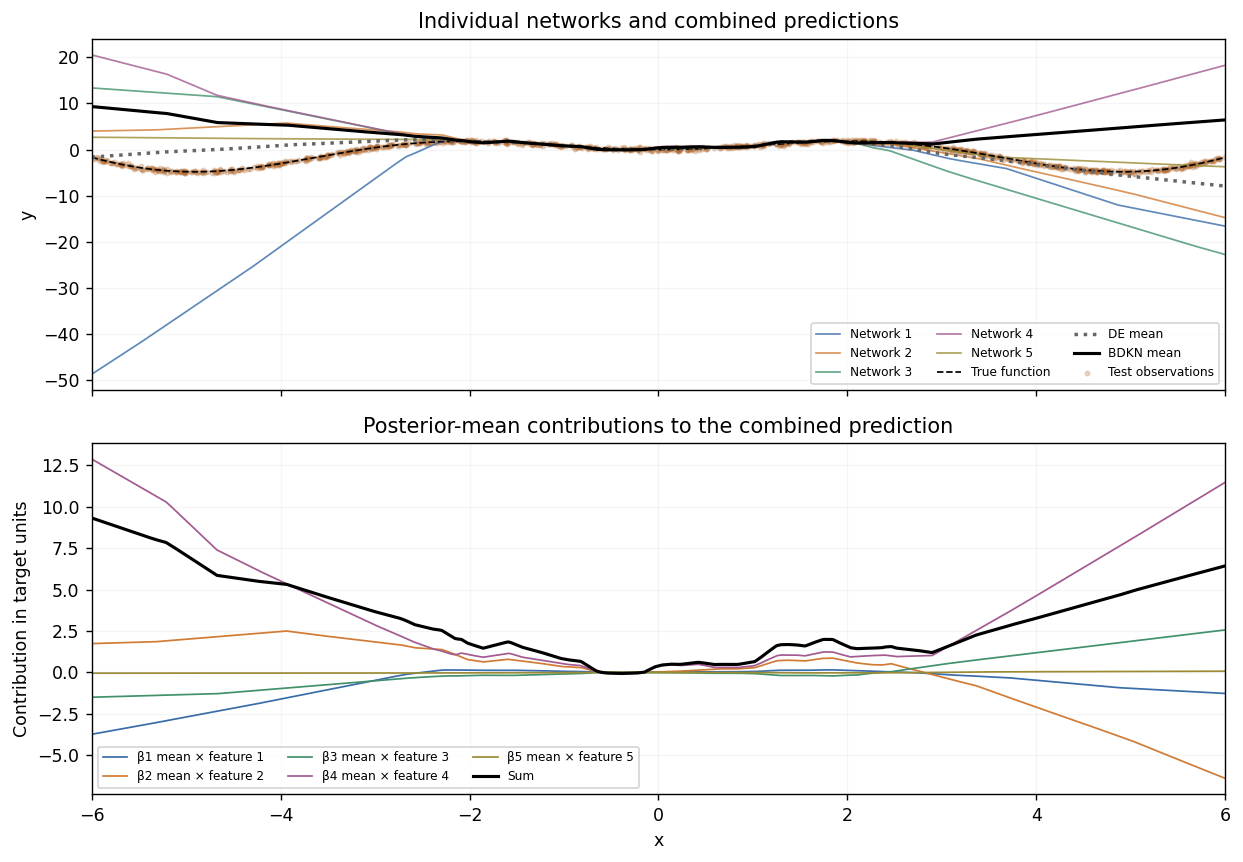 Individual networks and combined predictions
20
10
0
−10
−20
−30
−40
−50
y
Network 1
Network 2
Network 3
Network 4
Network 5
True function
DE mean
BDKN mean
Test observations
Posterior-mean contributions to the combined prediction
12.5
10.0
7.5
5.0
2.5
0.0
−2.5
−5.0
Contribution in target units
β1 mean × feature 1
β2 mean × feature 2
β3 mean × feature 3
β4 mean × feature 4
β5 mean × feature 5
Sum
−6
−4
−2
0
2
4
6
x